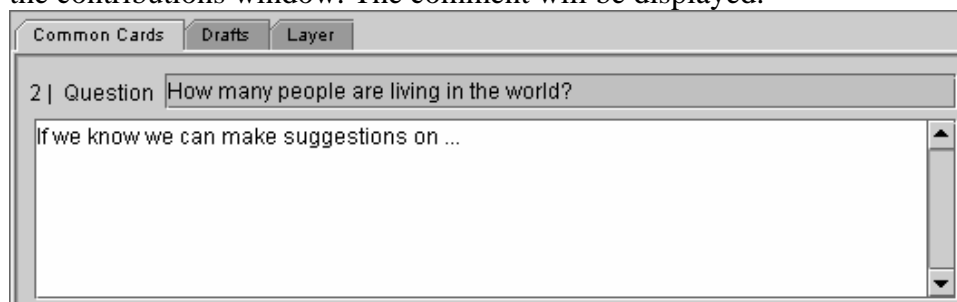 the contributions window. The comment will be displayed.
Common Cards Drafts Layer
2 | Question How many people are living in the world?
If we know we can make suggestions on ...